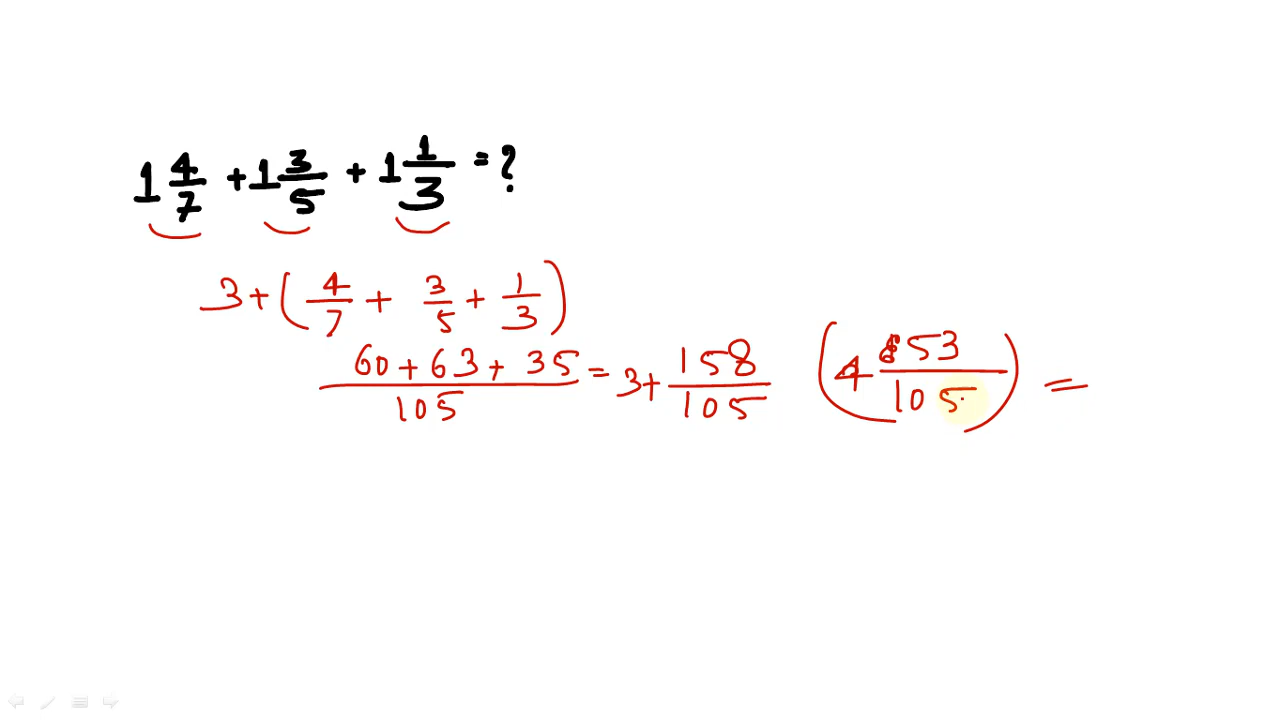 1 4/7 + 1 3/5 + 1 1/3 = ?
3 + ( 4/7 + 3/5 + 1/3 )
60 + 63 + 35 / 105 = 3 + 158/105 ( 4 53/105 ) =